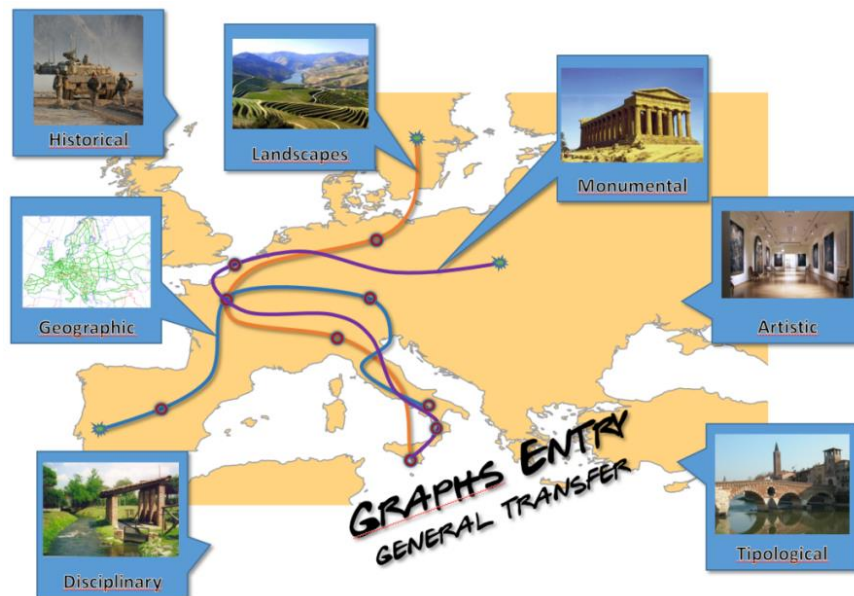 Historical
Landscapes
Monumental
Geographic
Artistic
GRAPHS ENTRY
GENERAL TRANSFER
Disciplinary
Tipological